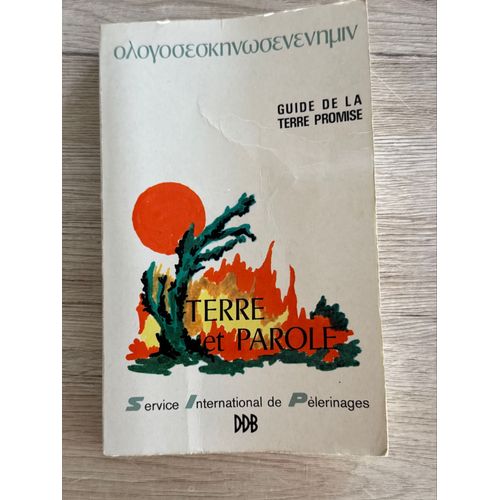 ολογοσεσκηνωσενενημιν
GUIDE DE LA
TERRE PROMISE
TERRE
et PAROLE
Service International de Pèlerinages
DDB